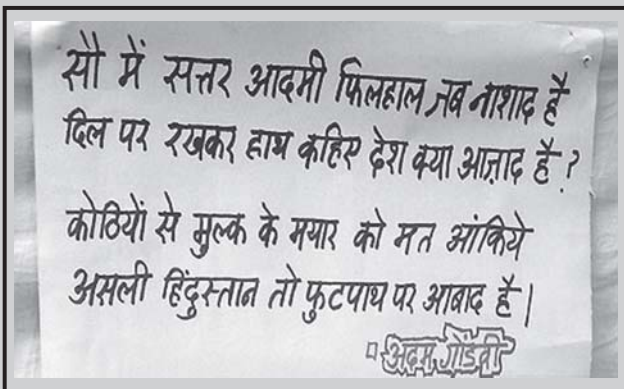 सौ में सत्तर आदमी फिलहाल जब नाशाद है
दिल पर रखकर हाथ कहिए देश क्या आज़ाद है ?
कोठियों से मुल्क के मयार को मत आंकिये
असली हिंदुस्तान तो फुटपाथ पर आबाद है |
अदम गोंडवी